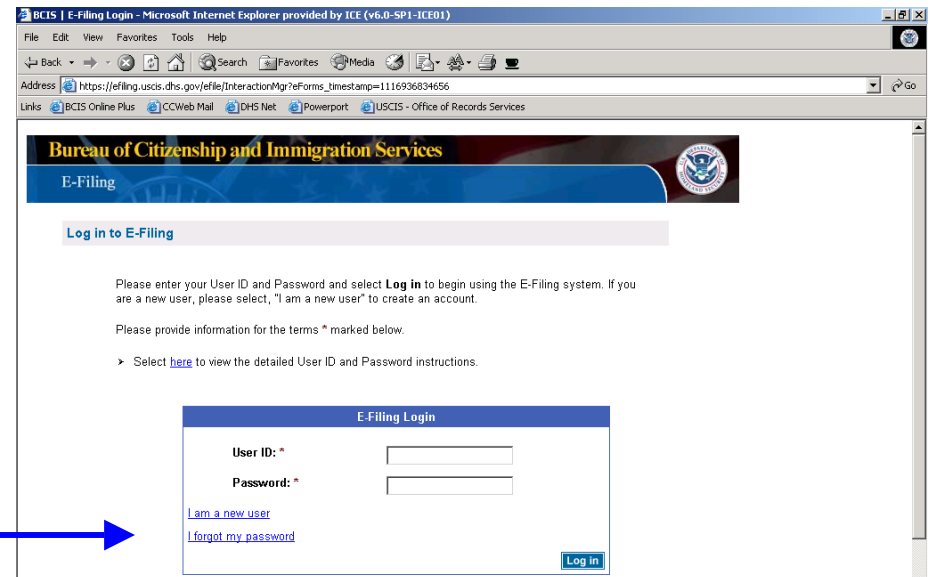 BCIS | E-Filing Login - Microsoft Internet Explorer provided by ICE (v6.0-SP1-ICE01)
File Edit View Favorites Tools Help
Back Search Favorites Media
Address https://efiling.uscis.dhs.gov/efile/InteractionMgr?eForms_timestamp=1116936834656 Go
Links BCIS Online Plus CCWeb Mail DHS Net Powerport USCIS - Office of Records Services
Bureau of Citizenship and Immigration Services
E-Filing
Log in to E-Filing
Please enter your User ID and Password and select Log in to begin using the E-Filing system. If you
are a new user, please select, "I am a new user" to create an account.
Please provide information for the terms * marked below.
➤ Select here to view the detailed User ID and Password instructions.
E-Filing Login
User ID: *
Password: *
I am a new user
I forgot my password
Log in